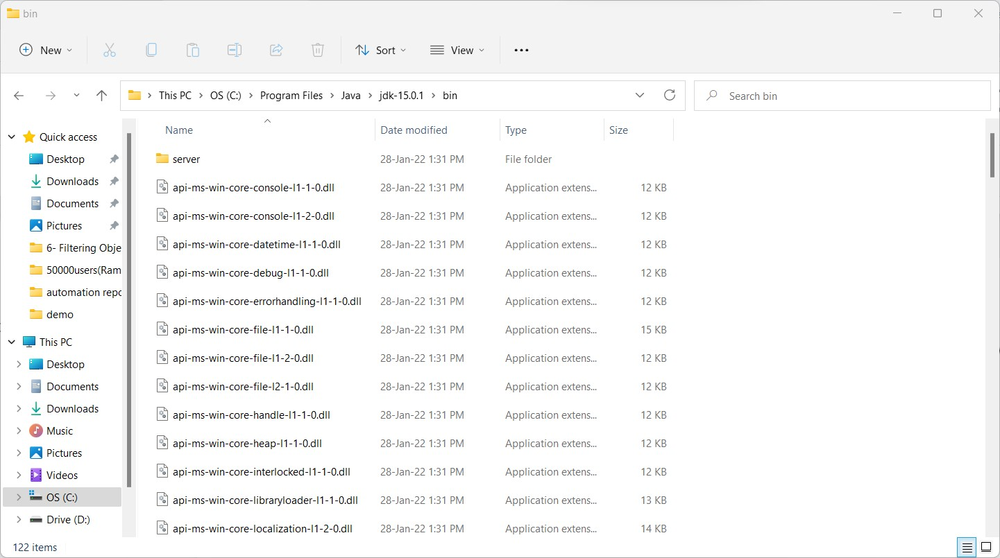 bin
New
Sort
View
This PC > OS (C:) > Program Files > Java > jdk-15.0.1 > bin
Search bin
Quick access
Desktop
Downloads
Documents
Pictures
6- Filtering Obje
50000users(Ram
automation repo
demo
This PC
Desktop
Documents
Downloads
Music
Pictures
Videos
OS (C:)
Drive (D:)
Name Date modified Type Size
server 28-Jan-22 1:31 PM File folder
api-ms-win-core-console-l1-1-0.dll 28-Jan-22 1:31 PM Application extens... 12 KB
api-ms-win-core-console-l1-2-0.dll 28-Jan-22 1:31 PM Application extens... 12 KB
api-ms-win-core-datetime-l1-1-0.dll 28-Jan-22 1:31 PM Application extens... 12 KB
api-ms-win-core-debug-l1-1-0.dll 28-Jan-22 1:31 PM Application extens... 12 KB
api-ms-win-core-errorhandling-l1-1-0.dll 28-Jan-22 1:31 PM Application extens... 12 KB
api-ms-win-core-file-l1-1-0.dll 28-Jan-22 1:31 PM Application extens... 15 KB
api-ms-win-core-file-l1-2-0.dll 28-Jan-22 1:31 PM Application extens... 12 KB
api-ms-win-core-file-l2-1-0.dll 28-Jan-22 1:31 PM Application extens... 12 KB
api-ms-win-core-handle-l1-1-0.dll 28-Jan-22 1:31 PM Application extens... 12 KB
api-ms-win-core-heap-l1-1-0.dll 28-Jan-22 1:31 PM Application extens... 12 KB
api-ms-win-core-interlocked-l1-1-0.dll 28-Jan-22 1:31 PM Application extens... 12 KB
api-ms-win-core-libraryloader-l1-1-0.dll 28-Jan-22 1:31 PM Application extens... 13 KB
api-ms-win-core-localization-l1-2-0.dll 28-Jan-22 1:31 PM Application extens... 14 KB
122 items